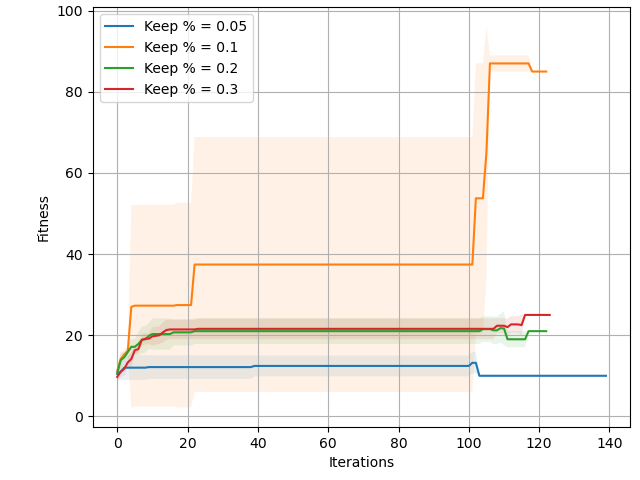 100
80
60
40
20
0
Fitness
Keep % = 0.05
Keep % = 0.1
Keep % = 0.2
Keep % = 0.3
0 20 40 60 80 100 120 140
Iterations